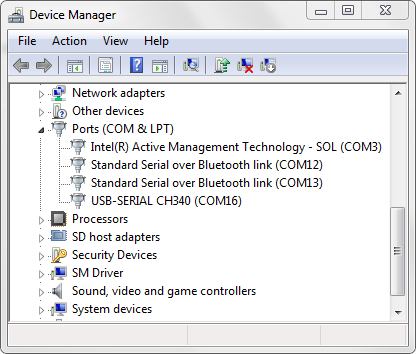 Device Manager
File Action View Help
Network adapters
Other devices
Ports (COM & LPT)
Intel(R) Active Management Technology - SOL (COM3)
Standard Serial over Bluetooth link (COM12)
Standard Serial over Bluetooth link (COM13)
USB-SERIAL CH340 (COM16)
Processors
SD host adapters
Security Devices
SM Driver
Sound, video and game controllers
System devices